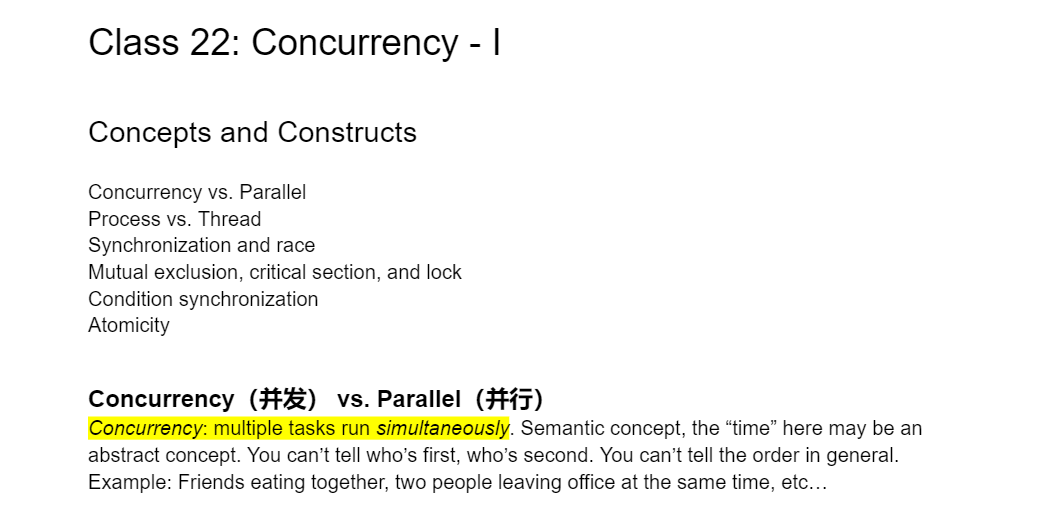 Class 22: Concurrency - I
Concepts and Constructs
Concurrency vs. Parallel
Process vs. Thread
Synchronization and race
Mutual exclusion, critical section, and lock
Condition synchronization
Atomicity
Concurrency（并发） vs. Parallel（并行）
Concurrency: multiple tasks run simultaneously. Semantic concept, the “time” here may be an
abstract concept. You can’t tell who’s first, who’s second. You can’t tell the order in general.
Example: Friends eating together, two people leaving office at the same time, etc…